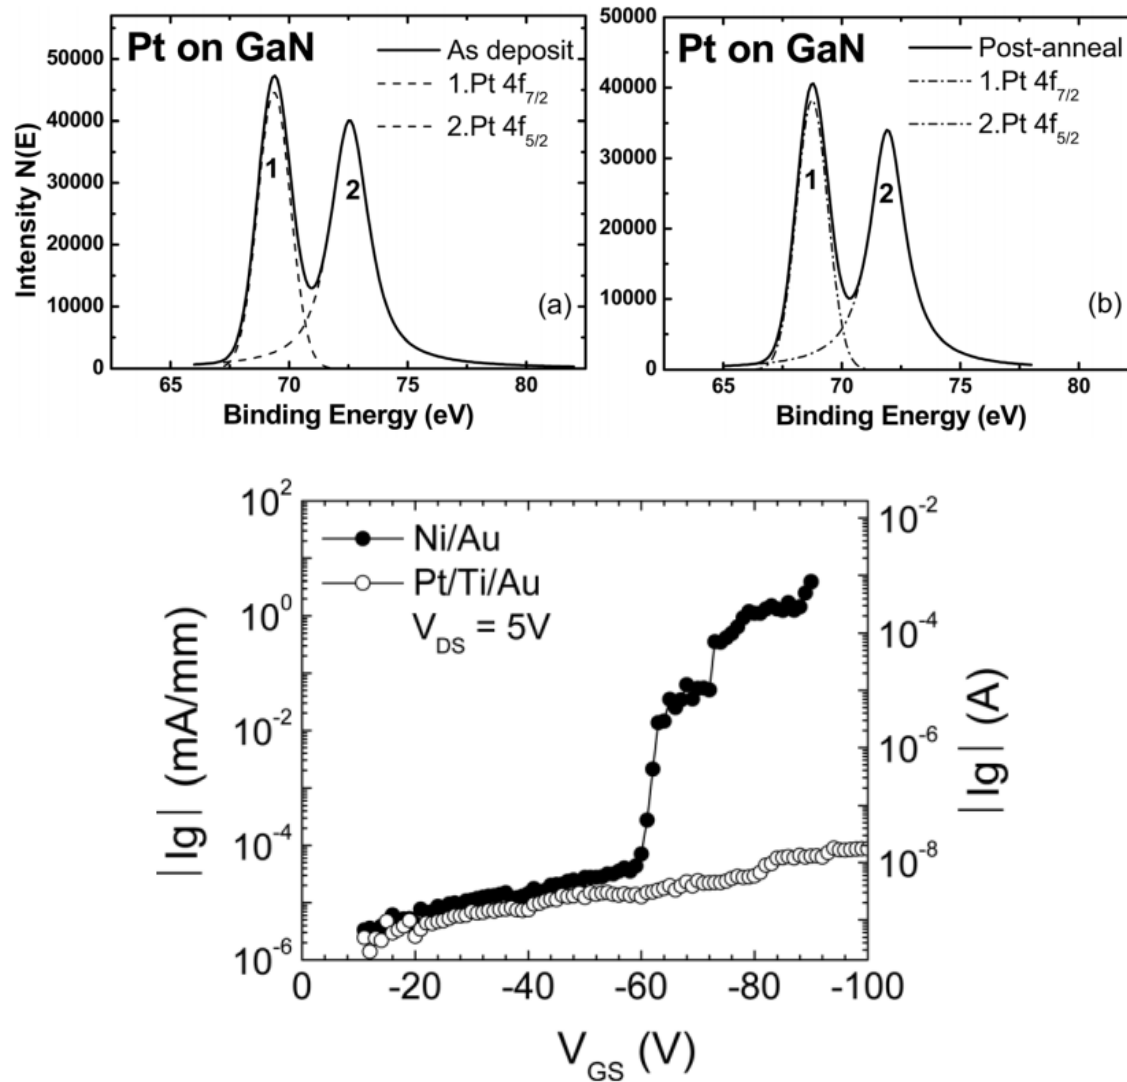 Pt on GaN
As deposit
1.Pt 4f7/2
2.Pt 4f5/2
50000
40000
30000
20000
10000
0
Intensity N(E)
1
2
(a)
65 70 75 80
Binding Energy (eV)
Pt on GaN
Post-anneal
1.Pt 4f7/2
2.Pt 4f5/2
50000
40000
30000
20000
10000
0
1
2
(b)
65 70 75 80
Binding Energy (eV)
Ni/Au
Pt/Ti/Au
VDS = 5V
10^2
10^0
10^-2
10^-4
10^-6
|Ig| (mA/mm)
10^-2
10^-4
10^-6
10^-8
|Ig| (A)
0 -20 -40 -60 -80 -100
VGS (V)